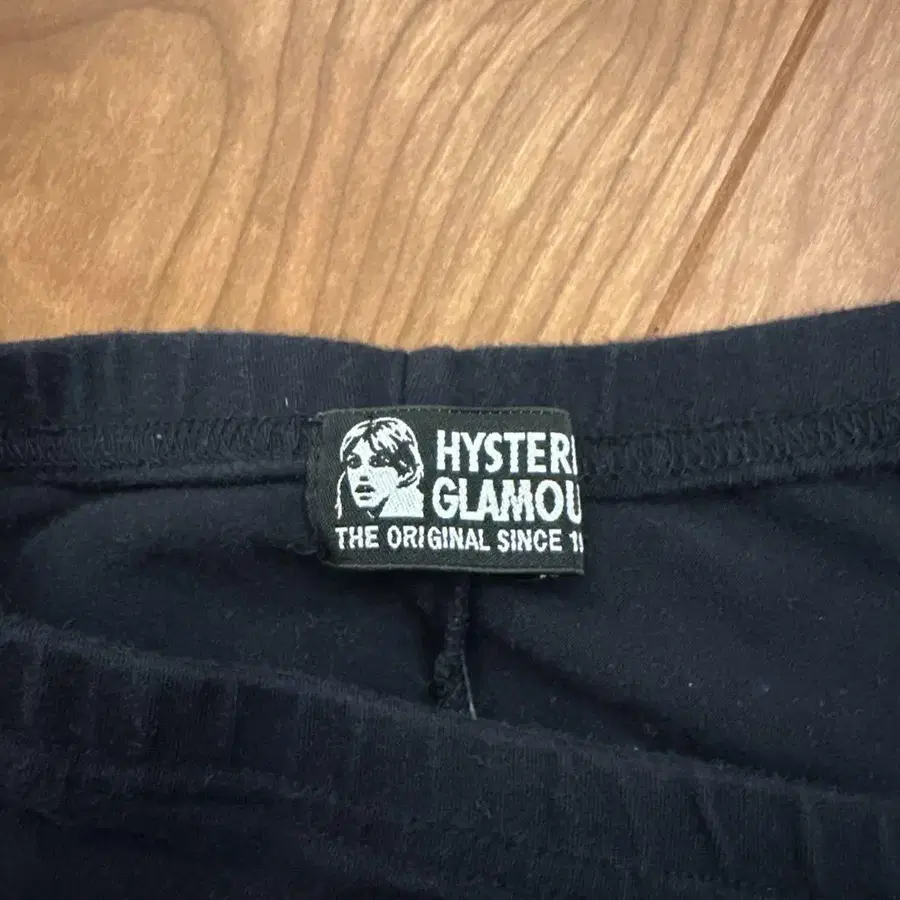 HYSTERI
GLAMOU
THE ORIGINAL SINCE 1